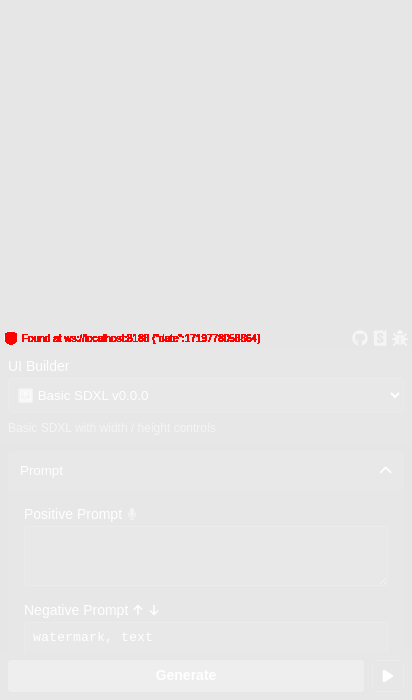 Found at ws://localhost:8188 {"date":1719778058864}
UI Builder
Basic SDXL v0.0.0
Basic SDXL with width / height controls
Prompt
Positive Prompt
Negative Prompt
watermark, text
Generate